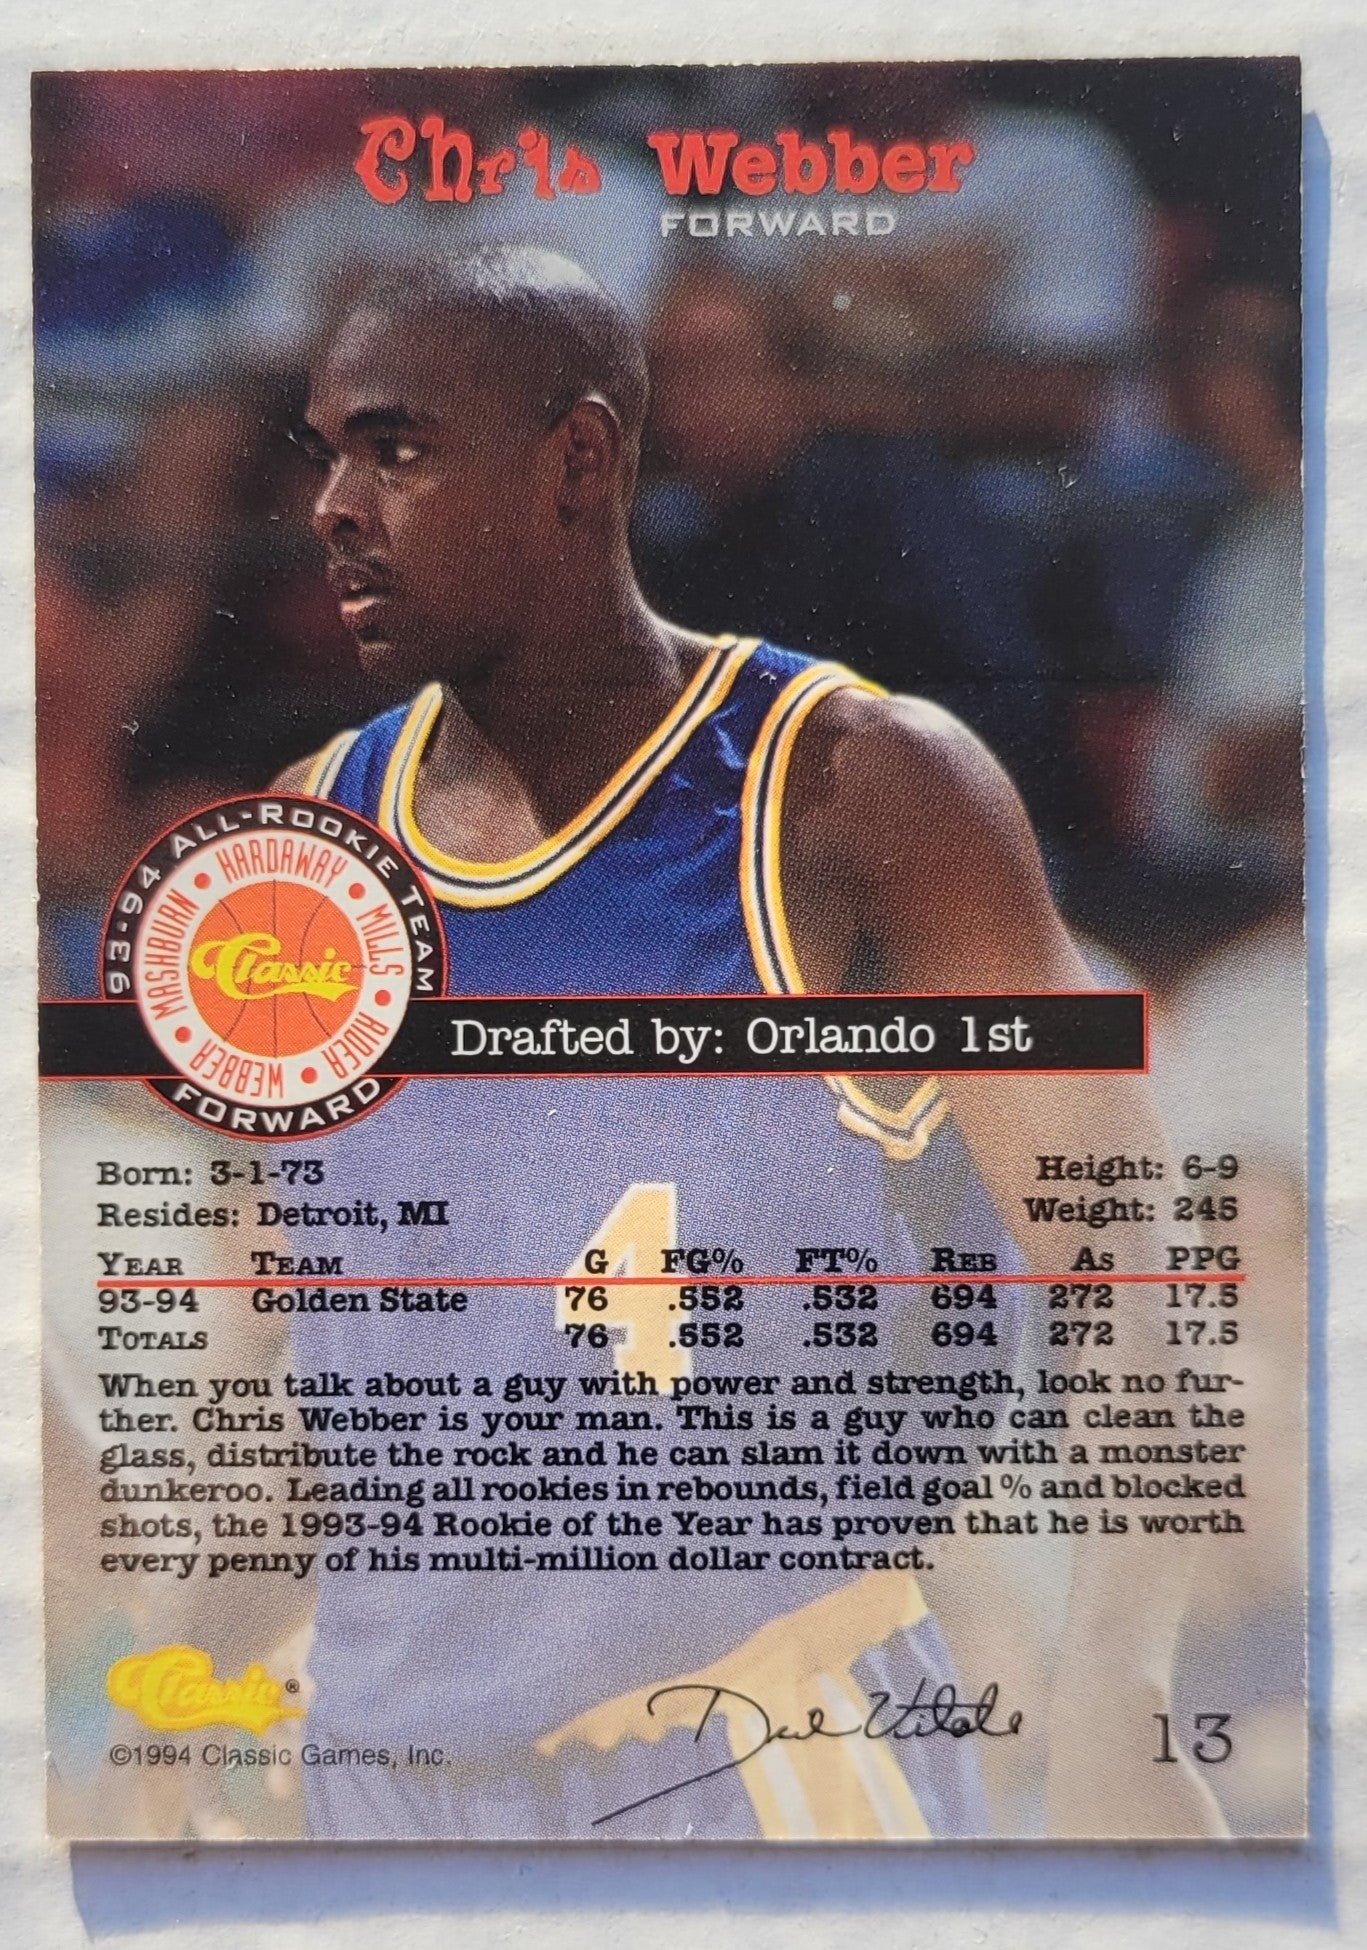 Chris Webber
FORWARD
93-94 ALL-ROOKIE TEAM
MASHBURN • HARDAWAY • MILLS • RIDER • WEBBER •
Classic
FORWARD
Drafted by: Orlando 1st
Born: 3-1-73
Height: 6-9
Resides: Detroit, MI
Weight: 245
YEAR TEAM G FG% FT% REB AS PPG
93-94 Golden State 76 .552 .532 694 272 17.5
TOTALS 76 .552 .532 694 272 17.5
4
When you talk about a guy with power and strength, look no fur-
ther. Chris Webber is your man. This is a guy who can clean the
glass, distribute the rock and he can slam it down with a monster
dunkeroo. Leading all rookies in rebounds, field goal % and blocked
shots, the 1993-94 Rookie of the Year has proven that he is worth
every penny of his multi-million dollar contract.
Classic®
Dick Vitale
13
©1994 Classic Games, Inc.